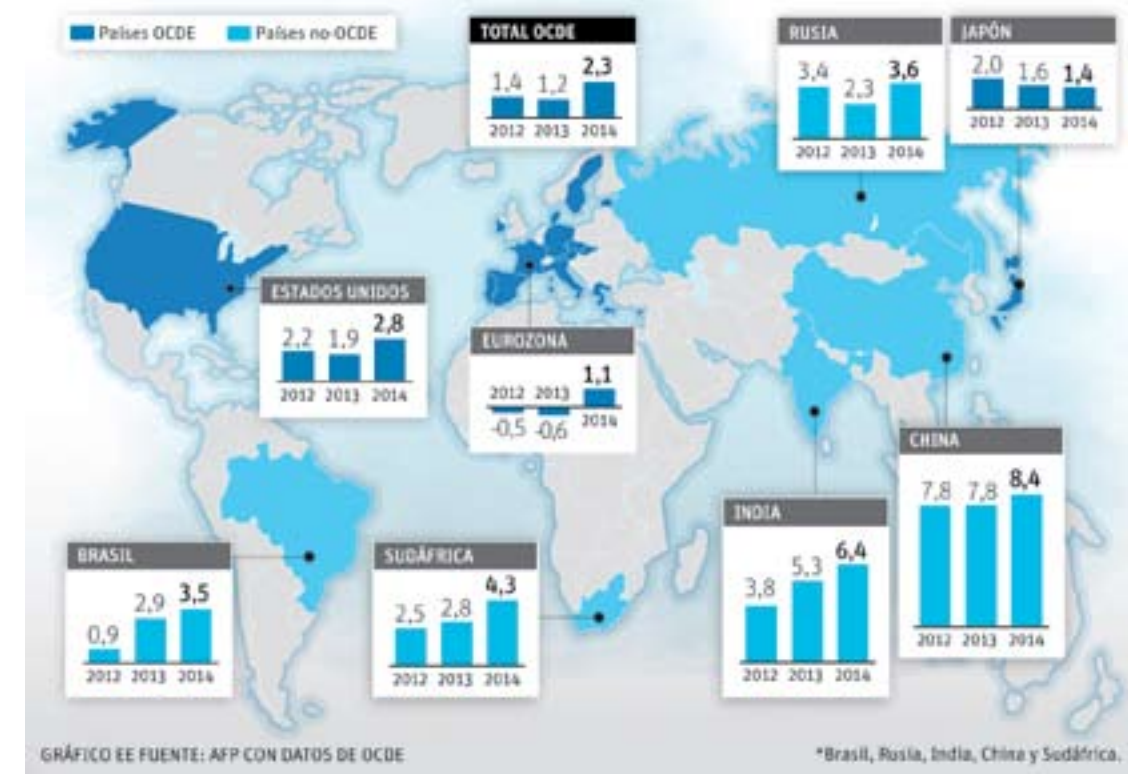 Países OCDE
Países no-OCDE
TOTAL OCDE
1,4 1,2 2,3
2012 2013 2014
RUSIA
3,4 2,3 3,6
2012 2013 2014
JAPÓN
2,0 1,6 1,4
2012 2013 2014
ESTADOS UNIDOS
2,2 1,9 2,8
2012 2013 2014
EUROZONA
1,1
2012 2013
2014
-0,5 -0,6
CHINA
7,8 7,8 8,4
2012 2013 2014
INDIA
3,8 5,3 6,4
2012 2013 2014
BRASIL
0,9 2,9 3,5
2012 2013 2014
SUDÁFRICA
2,5 2,8 4,3
2012 2013 2014
GRÁFICO EE FUENTE: AFP CON DATOS DE OCDE
*Brasil, Rusia, India, China y Sudáfrica.